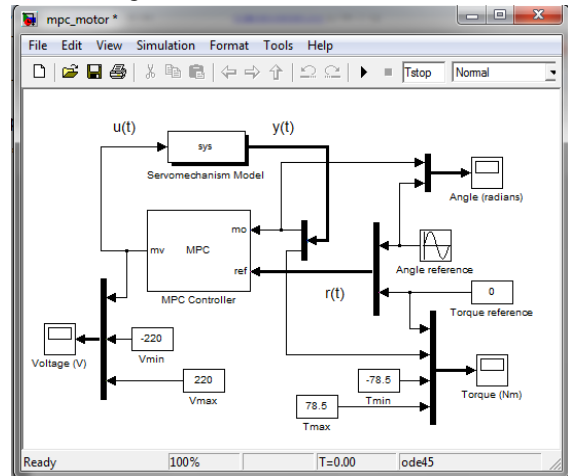 mpc_motor *
File Edit View Simulation Format Tools Help
Tstop Normal
u(t) y(t)
sys
Servomechanism Model
Angle (radians)
mo
mv MPC
ref
MPC Controller
Angle reference
r(t)
0
Torque reference
-220
Vmin
Voltage (V)
220
Vmax
-78.5
Tmin
Torque (Nm)
78.5
Tmax
Ready 100% T=0.00 ode45